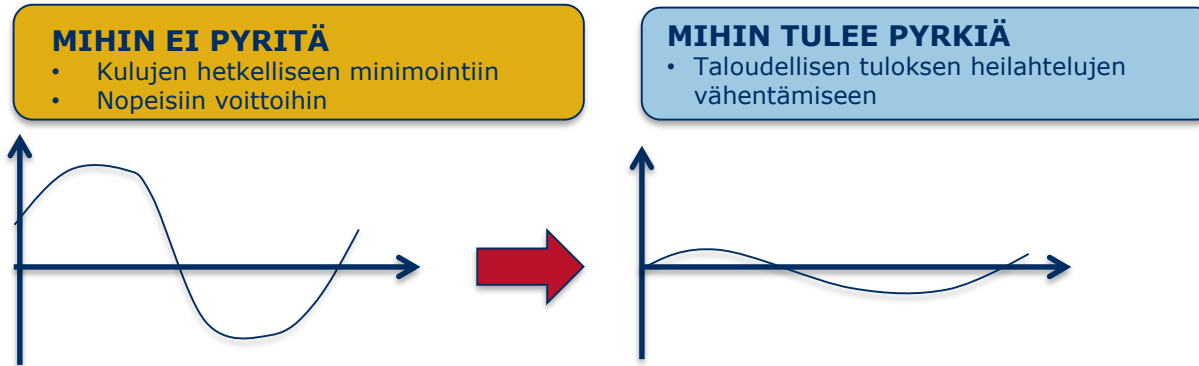 MIHIN EI PYRITÄ
• Kulujen hetkelliseen minimointiin
• Nopeisiin voittoihin
MIHIN TULEE PYRKIÄ
• Taloudellisen tuloksen heilahtelujen
vähentämiseen